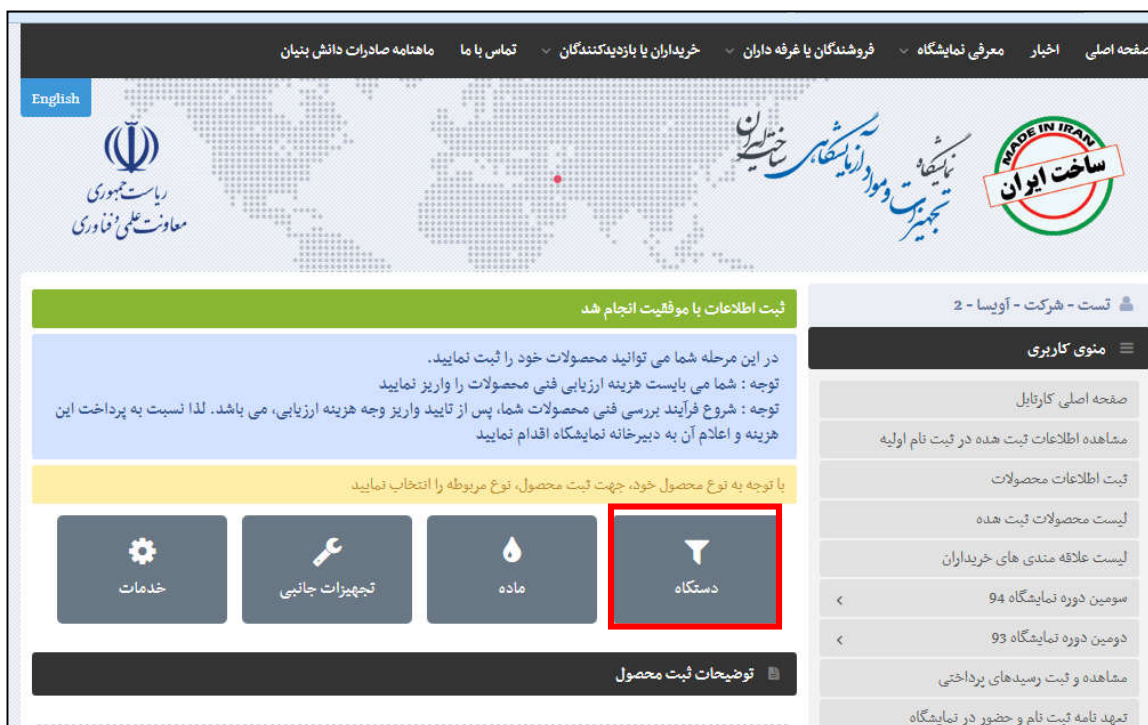 صفحه اصلی اخبار معرفی نمایشگاه فروشندگان یا غرفه داران خریداران یا بازدیدکنندگان تماس با ما ماهنامه صادرات دانش بنیان
English
MADE IN IRAN
ساخت ایران
نمایشگاه
تجهیزات و مواد آزمایشگاهی ساخت ایران
ریاست جمهوری
معاونت علمی و فناوری
تست - شرکت - آویسا - 2
منوی کاربری
صفحه اصلی کارتابل
مشاهده اطلاعات ثبت شده در ثبت نام اولیه
ثبت اطلاعات محصولات
لیست محصولات ثبت شده
لیست علاقه مندی های خریداران
سومین دوره نمایشگاه 94
دومین دوره نمایشگاه 93
مشاهده و ثبت رسیدهای پرداختی
تعهد نامه ثبت نام و حضور در نمایشگاه
ثبت اطلاعات با موفقیت انجام شد
در این مرحله شما می توانید محصولات خود را ثبت نمایید.
توجه : شما می بایست هزینه ارزیابی فنی محصولات را واریز نمایید
توجه : شروع فرآیند بررسی فنی محصولات شما، پس از تایید واریز وجه هزینه ارزیابی، می باشد. لذا نسبت به پرداخت این
هزینه و اعلام آن به دبیرخانه نمایشگاه اقدام نمایید
با توجه به نوع محصول خود، جهت ثبت محصول، نوع مربوطه را انتخاب نمایید
دستگاه
ماده
تجهیزات جانبی
خدمات
توضیحات ثبت محصول